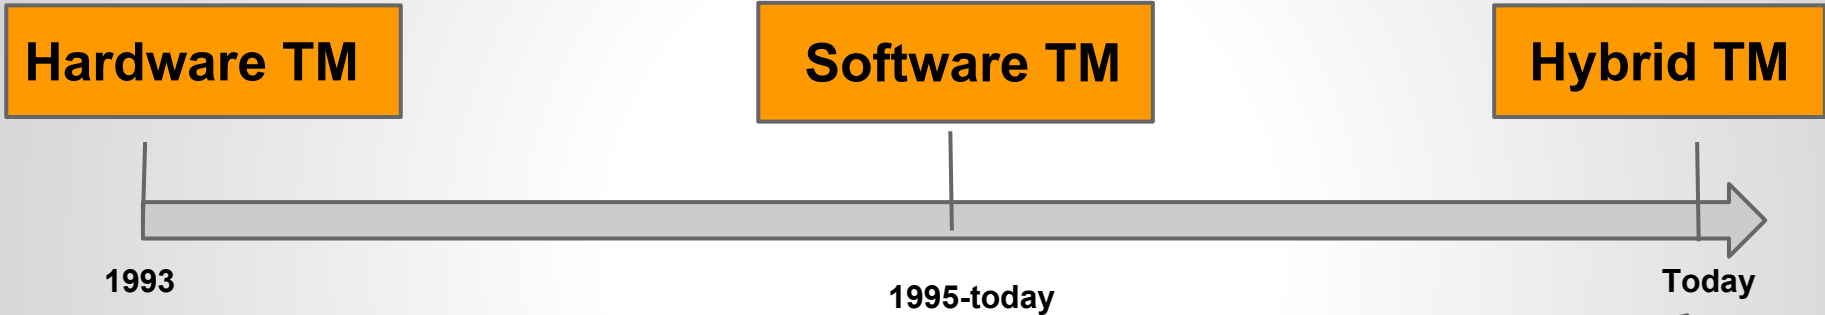 Hardware TM
Software TM
Hybrid TM
1993
1995-today
Today